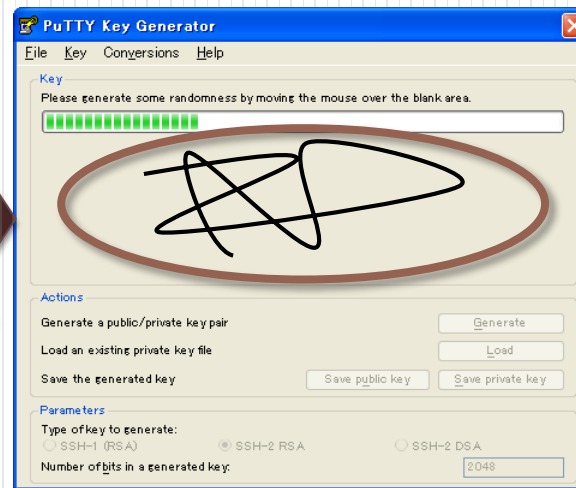 PuTTY Key Generator
File Key Conversions Help
Key
Please generate some randomness by moving the mouse over the blank area.
Actions
Generate a public/private key pair
Generate
Load an existing private key file
Load
Save the generated key
Save public key
Save private key
Parameters
Type of key to generate:
SSH-1 (RSA) SSH-2 RSA SSH-2 DSA
Number of bits in a generated key:
2048